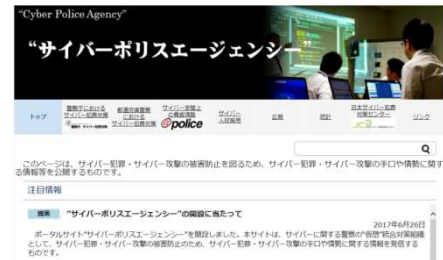 “Cyber Police Agency”
“サイバーポリスエージェンシー”
トップ
警察庁における
サイバー犯罪対策
都道府県警察
における
サイバー犯罪対策
サイバー空間上
の脅威情報
@police
サイバー
人材採用
広報
統計
日本サイバー犯罪
対策センター
JC3
リンク
このページは、サイバー犯罪・サイバー攻撃の被害防止を図るため、サイバー犯罪・サイバー攻撃の手口や情勢に関す
る情報等を公開するものです。
注目情報
施策 “サイバーポリスエージェンシー”の開設に当たって
2017年6月26日
ポータルサイト“サイバーポリスエージェンシー”を開設しました。本サイトは、サイバーに関する警察の“仮想”統合対策組織
として、サイバー犯罪・サイバー攻撃の被害防止のため、サイバー犯罪・サイバー攻撃の手口や情勢に関する情報を発信する
ものです。